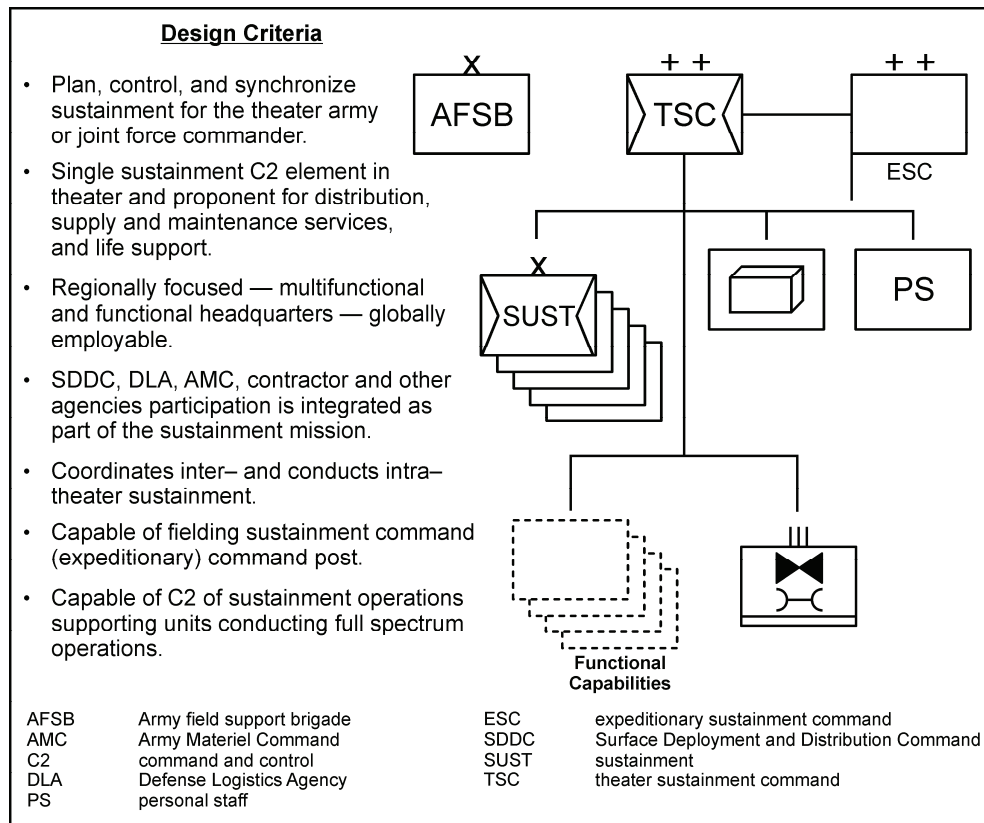 Design Criteria
• Plan, control, and synchronize
sustainment for the theater army
or joint force commander.
• Single sustainment C2 element in
theater and proponent for distribution,
supply and maintenance services,
and life support.
• Regionally focused — multifunctional
and functional headquarters — globally
employable.
• SDDC, DLA, AMC, contractor and other
agencies participation is integrated as
part of the sustainment mission.
• Coordinates inter– and conducts intra–
theater sustainment.
• Capable of fielding sustainment command
(expeditionary) command post.
• Capable of C2 of sustainment operations
supporting units conducting full spectrum
operations.
X
AFSB
+ +
TSC
+ +
ESC
X
SUST
PS
III
Functional
Capabilities
AFSB Army field support brigade
AMC Army Materiel Command
C2 command and control
DLA Defense Logistics Agency
PS personal staff
ESC expeditionary sustainment command
SDDC Surface Deployment and Distribution Command
SUST sustainment
TSC theater sustainment command